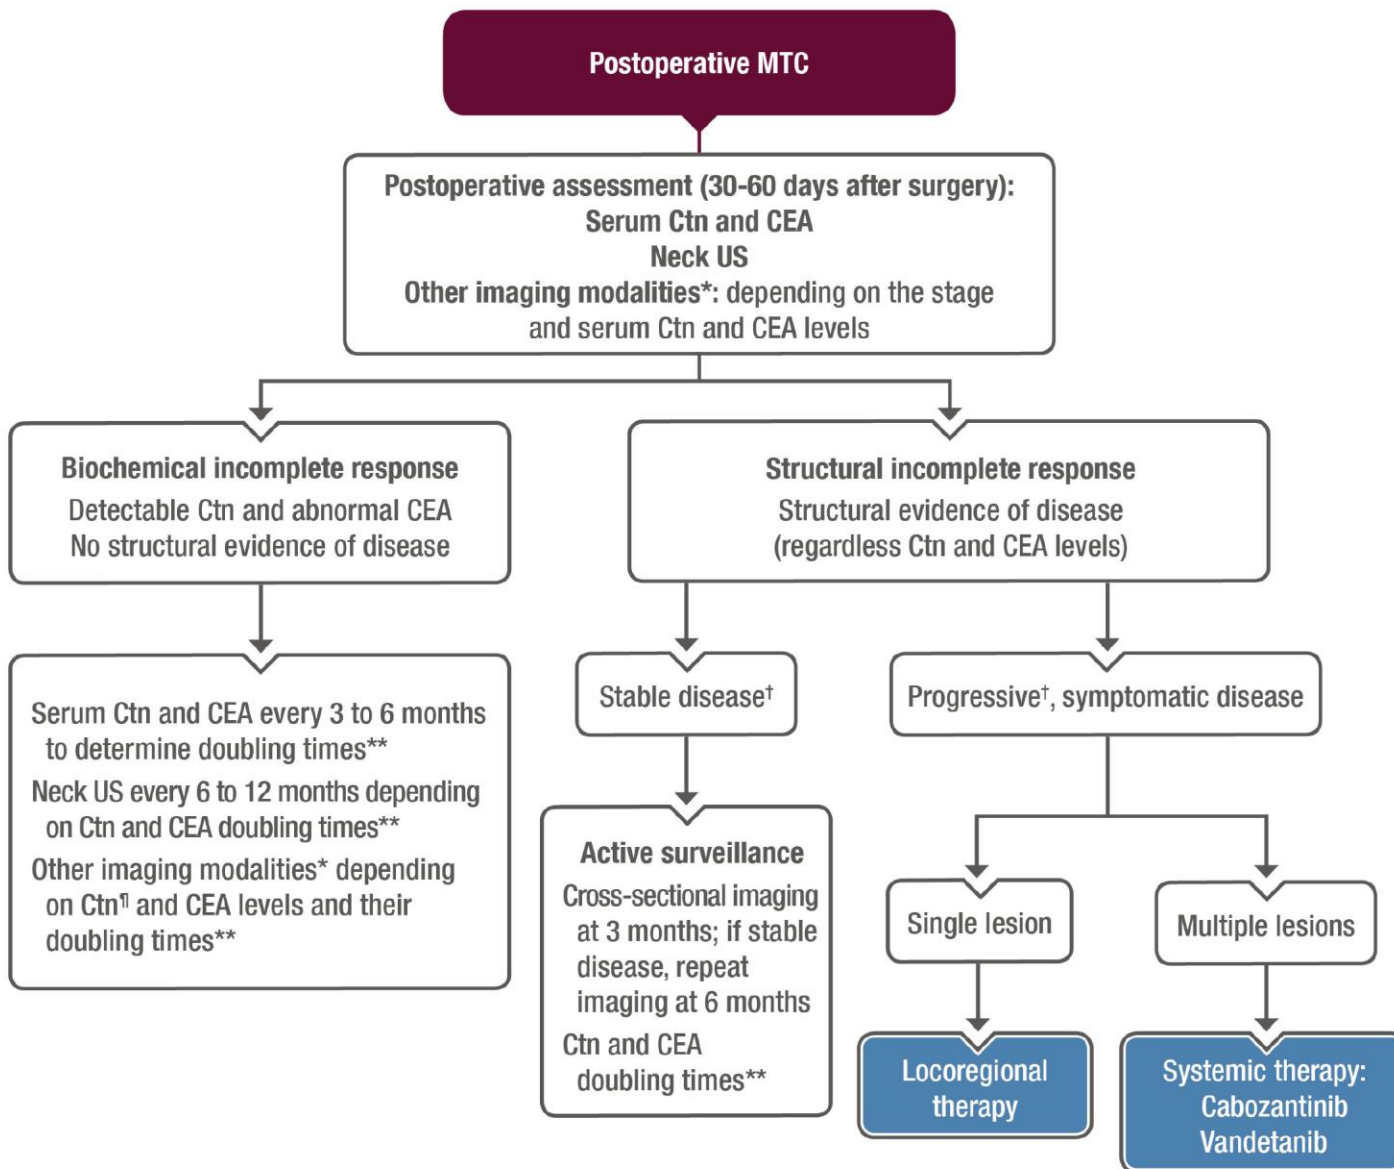 Postoperative MTC
Postoperative assessment (30-60 days after surgery):
Serum Ctn and CEA
Neck US
Other imaging modalities*: depending on the stage
and serum Ctn and CEA levels
Biochemical incomplete response
Detectable Ctn and abnormal CEA
No structural evidence of disease
Structural incomplete response
Structural evidence of disease
(regardless Ctn and CEA levels)
Serum Ctn and CEA every 3 to 6 months
to determine doubling times**
Neck US every 6 to 12 months depending
on Ctn and CEA doubling times**
Other imaging modalities* depending
on Ctn¶ and CEA levels and their
doubling times**
Stable disease†
Progressive†, symptomatic disease
Active surveillance
Cross-sectional imaging
at 3 months; if stable
disease, repeat
imaging at 6 months
Ctn and CEA
doubling times**
Single lesion
Multiple lesions
Locoregional
therapy
Systemic therapy:
Cabozantinib
Vandetanib